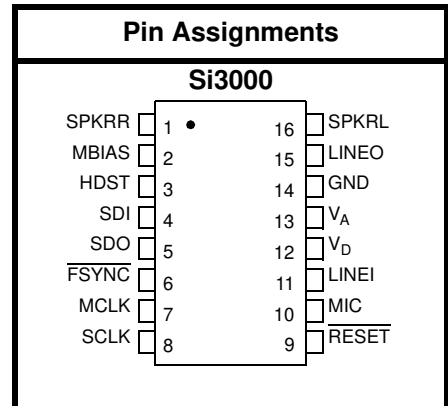 Pin Assignments
Si3000
SPKRR 1 16 SPKRL
MBIAS 2 15 LINEO
HDST 3 14 GND
SDI 4 13 VA
SDO 5 12 VD
FSYNC 6 11 LINEI
MCLK 7 10 MIC
SCLK 8 9 RESET